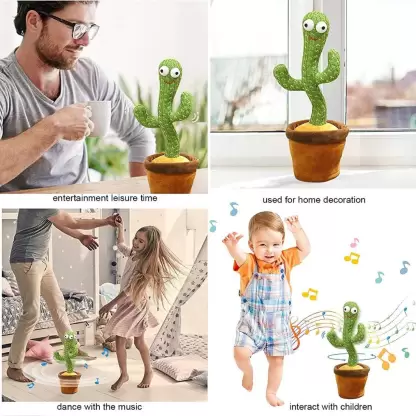 entertainment leisure time
used for home decoration
dance with the music
interact with children